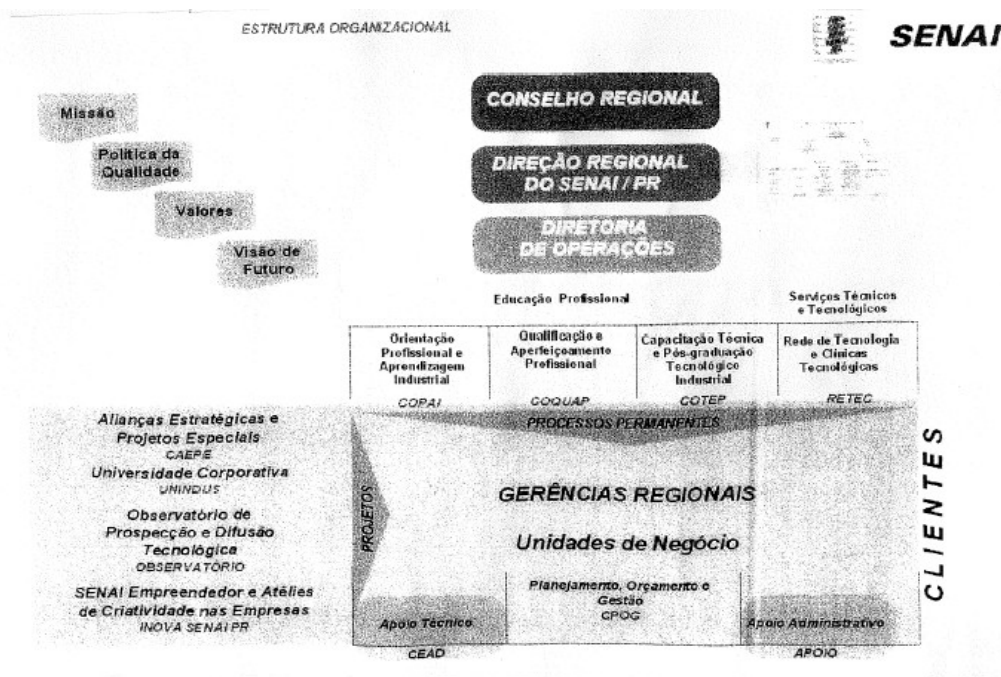 ESTRUTURA ORGANIZACIONAL
SENAI
Missão
Política da
Qualidade
Valores
Visão de
Futuro
CONSELHO REGIONAL
DIREÇÃO REGIONAL
DO SENAI / PR
DIRETORIA
DE OPERAÇÕES
Educação Profissional
Serviços Técnicos
e Tecnológicos
Orientação
Profissional e
Aprendizagem
Industrial
COPAI
Qualificação e
Aperfeiçoamento
Profissional
COQUAP
Capacitação Técnica
e Pós-graduação
Tecnológico
Industrial
COTEP
Rede de Tecnologia
e Clínicas
Tecnológicas
RETEC
PROCESSOS PERMANENTES
Alianças Estratégicas e
Projetos Especiais
CAEPE
Universidade Corporativa
UNINDUS
Observatório de
Prospecção e Difusão
Tecnológica
OBSERVATÓRIO
SENAI Empreendedor e Atélies
de Criatividade nas Empresas
INOVA SENAI PR
PROJETOS
GERÊNCIAS REGIONAIS
Unidades de Negócio
Planejamento, Orçamento e
Gestão
CPOG
Apoio Técnico
CEAD
Apoio Administrativo
APOIO
CLIENTES